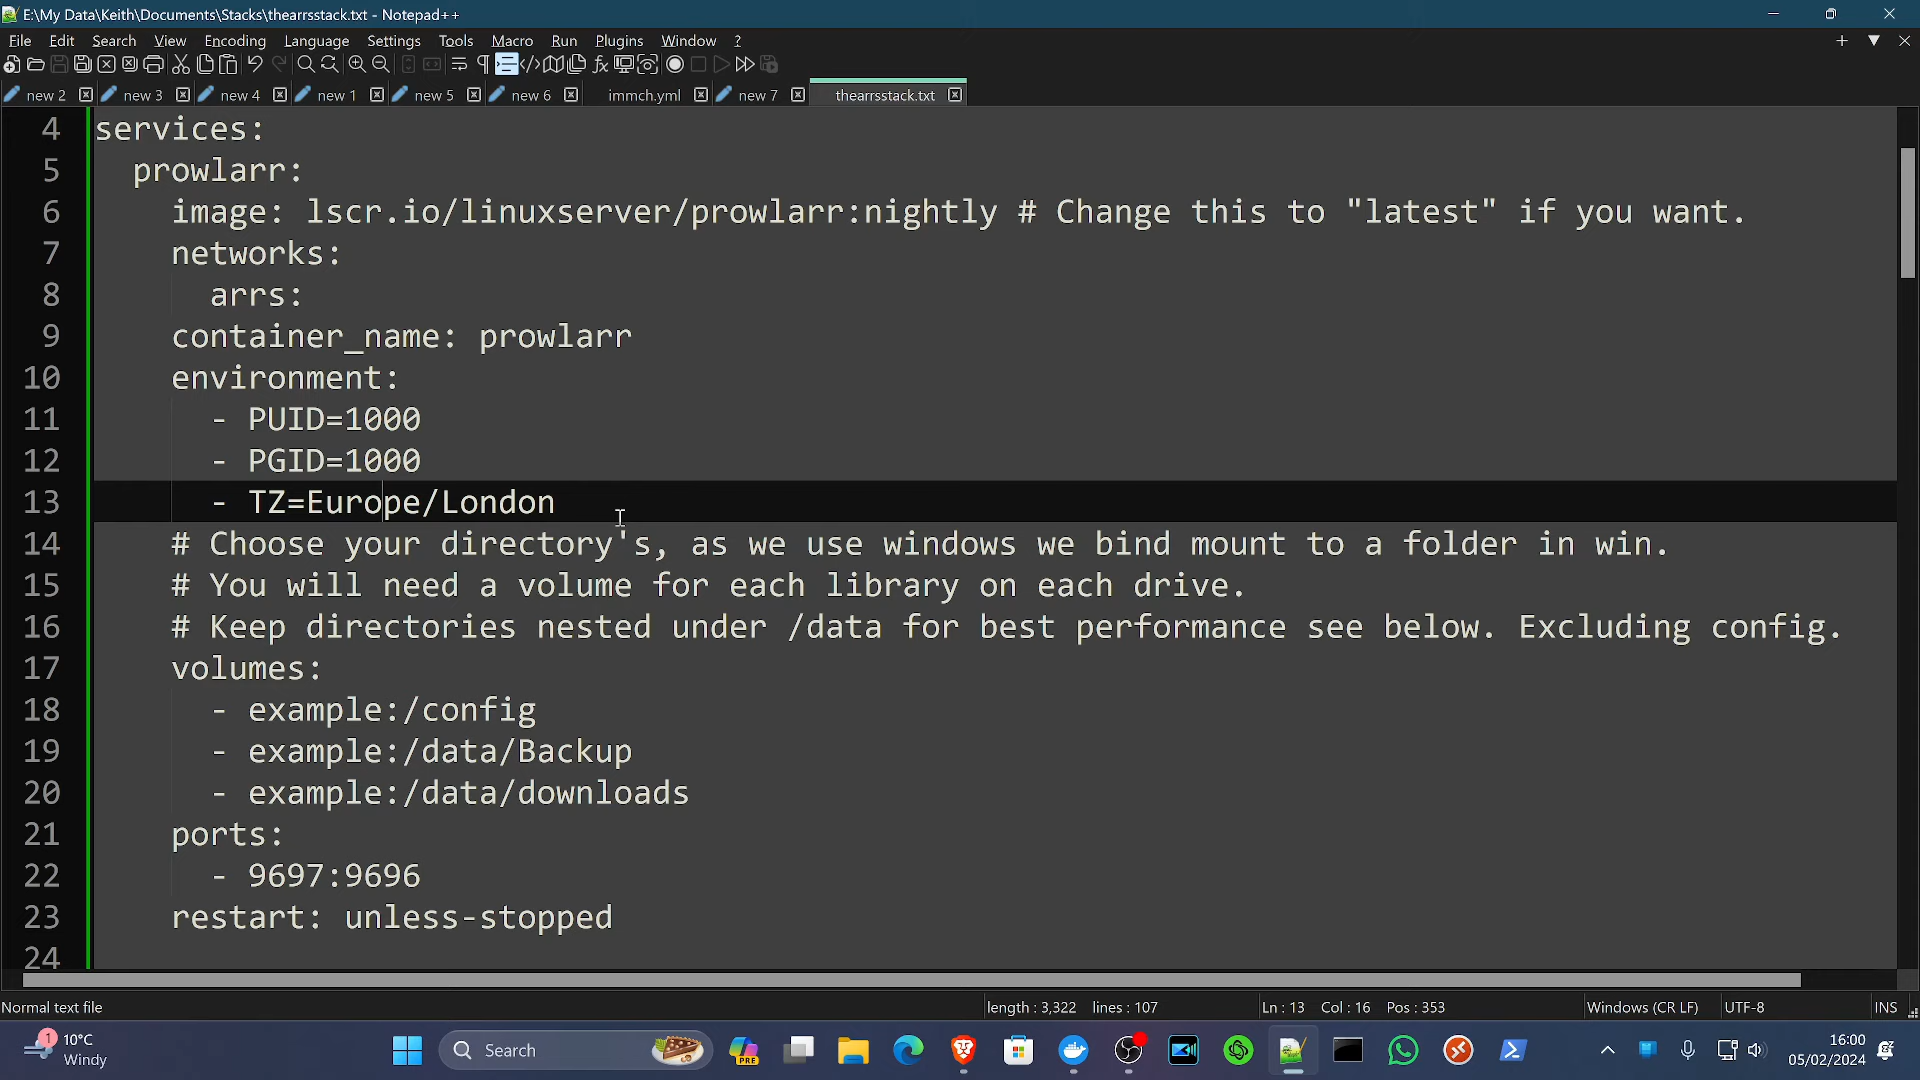 E:\My Data\Keith\Documents\Stacks\thearrsstack.txt - Notepad++
File Edit Search View Encoding Language Settings Tools Macro Run Plugins Window ?
new 2 new 3 new 4 new 1 new 5 new 6 immch.yml new 7 thearrsstack.txt
4 services:
5 prowlarr:
6 image: lscr.io/linuxserver/prowlarr:nightly # Change this to "latest" if you want.
7 networks:
8 arrs:
9 container_name: prowlarr
10 environment:
11 - PUID=1000
12 - PGID=1000
13 - TZ=Europe/London
14 # Choose your directory's, as we use windows we bind mount to a folder in win.
15 # You will need a volume for each library on each drive.
16 # Keep directories nested under /data for best performance see below. Excluding config.
17 volumes:
18 - example:/config
19 - example:/data/Backup
20 - example:/data/downloads
21 ports:
22 - 9697:9696
23 restart: unless-stopped
24
Normal text file length : 3,322 lines : 107 Ln : 13 Col : 16 Pos : 353 Windows (CR LF) UTF-8 INS
1 10°C Search PRE 16:00
Windy 05/02/2024